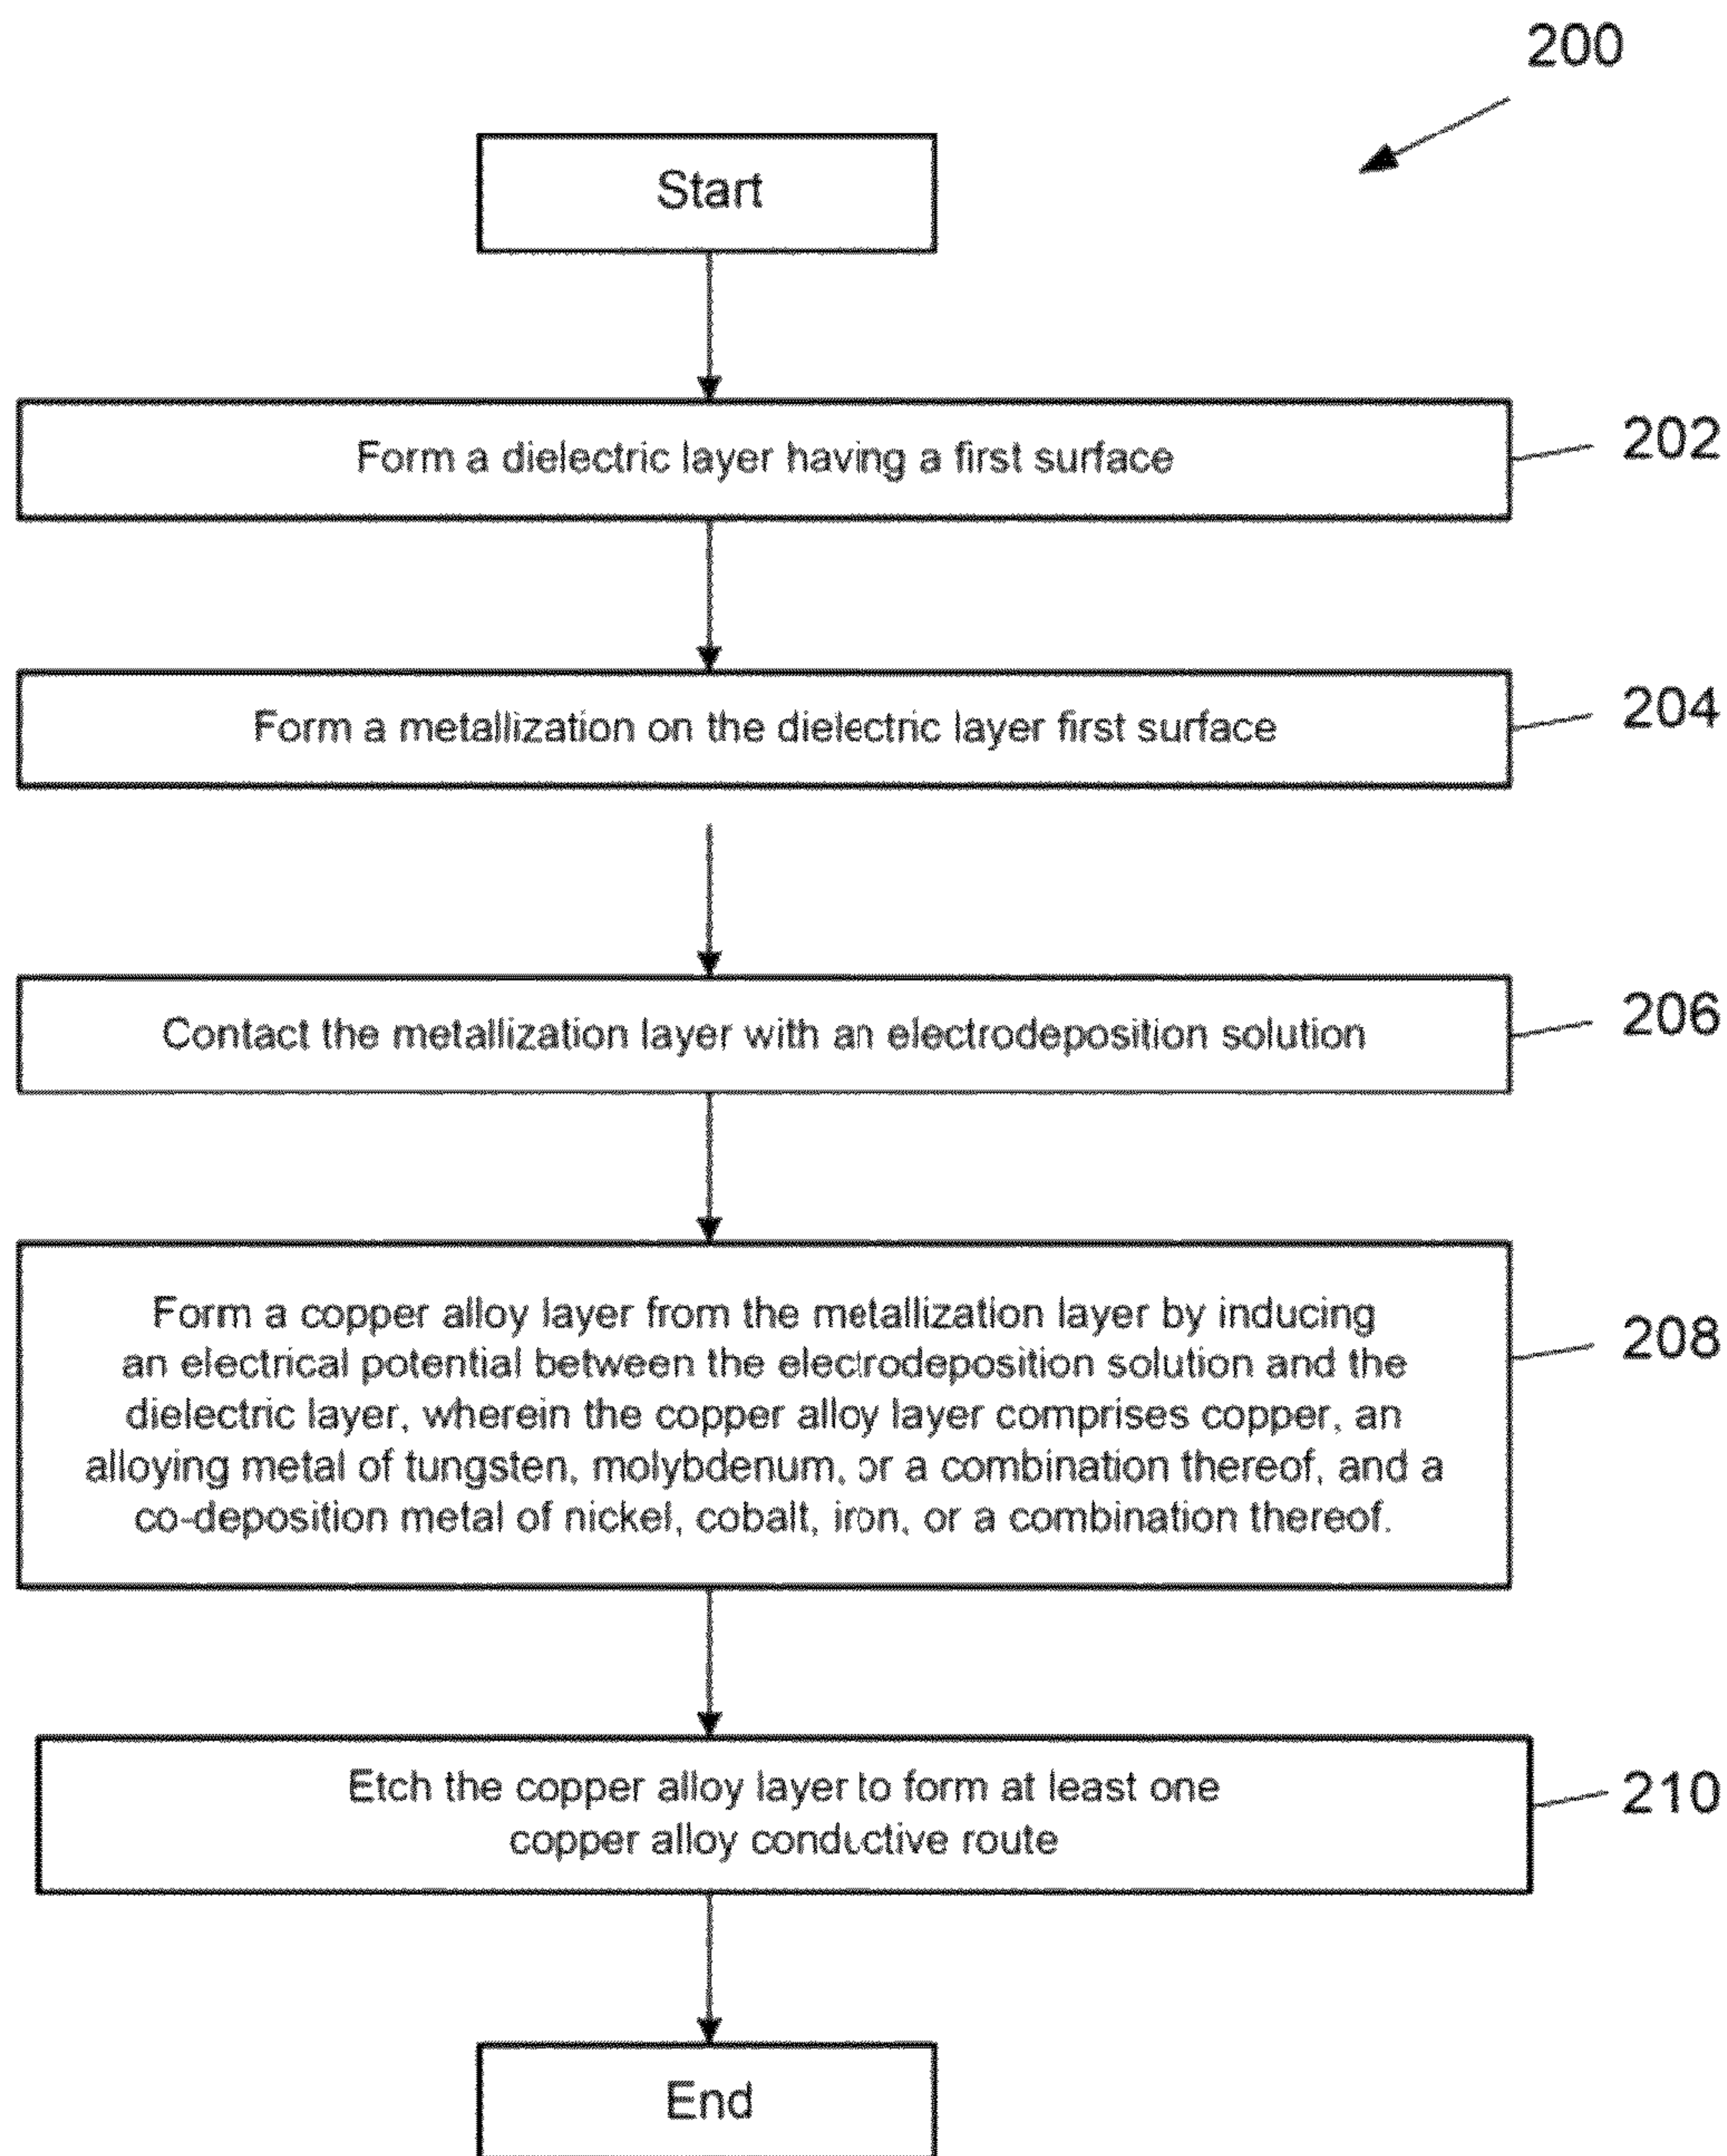 200
Start
Form a dielectric layer having a first surface
202
Form a metallization on the dielectric layer first surface
204
Contact the metallization layer with an electrodeposition solution
206
Form a copper alloy layer from the metallization layer by inducing
an electrical potential between the electrodeposition solution and the
dielectric layer, wherein the copper alloy layer comprises copper, an
alloying metal of tungsten, molybdenum, or a combination thereof, and a
co-deposition metal of nickel, cobalt, iron, or a combination thereof.
208
Etch the copper alloy layer to form at least one
copper alloy conductive route
210
End